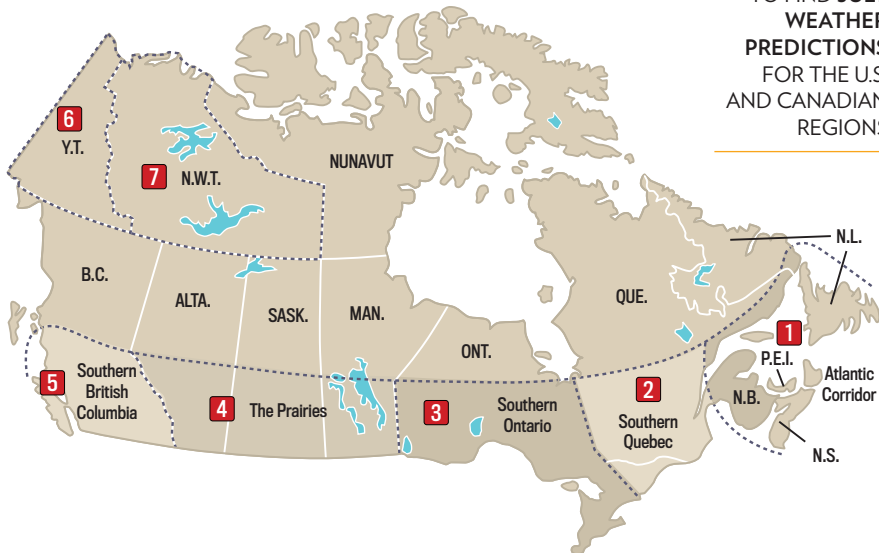 WEATHER
PREDICTIONS
FOR THE U.S.
AND CANADIAN
REGIONS
6
Y.T.
7
N.W.T.
NUNAVUT
N.L.
B.C.
ALTA.
SASK.
MAN.
ONT.
QUE.
1
P.E.I.
Atlantic
Corridor
N.B.
N.S.
5
Southern
British
Columbia
4
The Prairies
3
Southern
Ontario
2
Southern
Quebec